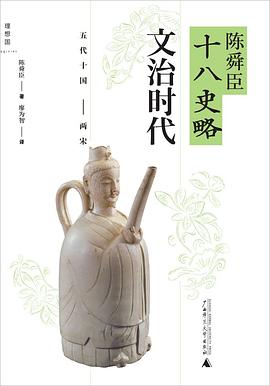 理想国
陈舜臣——著
廖为智——译
陈舜臣
十八史略
文治时代
五代十国——两宋
广西师范大学出版社